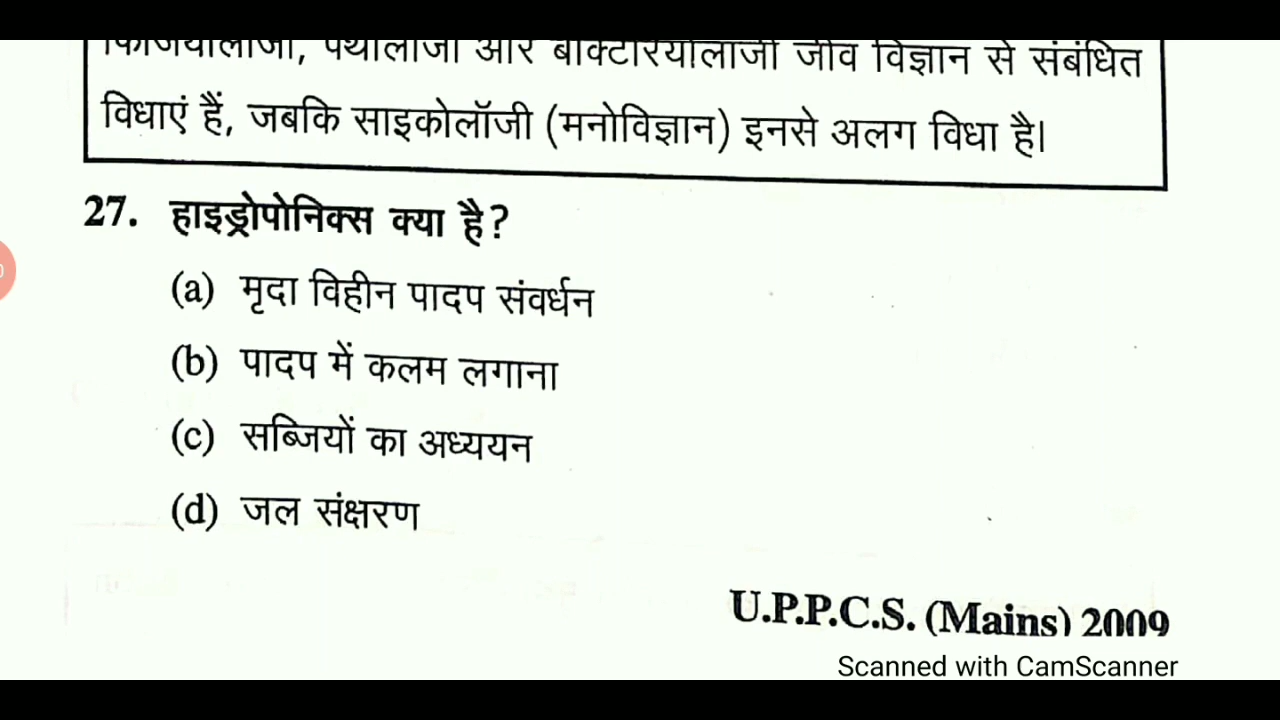 फिजियोलॉजी, पैथोलॉजी और बैक्टीरियोलॉजी जीव विज्ञान से संबंधित
विधाएं हैं, जबकि साइकोलॉजी (मनोविज्ञान) इनसे अलग विधा है।
27. हाइड्रोपोनिक्स क्या है?
(a) मृदा विहीन पादप संवर्धन
(b) पादप में कलम लगाना
(c) सब्जियों का अध्ययन
(d) जल संक्षरण
U.P.P.C.S. (Mains) 2009
Scanned with CamScanner